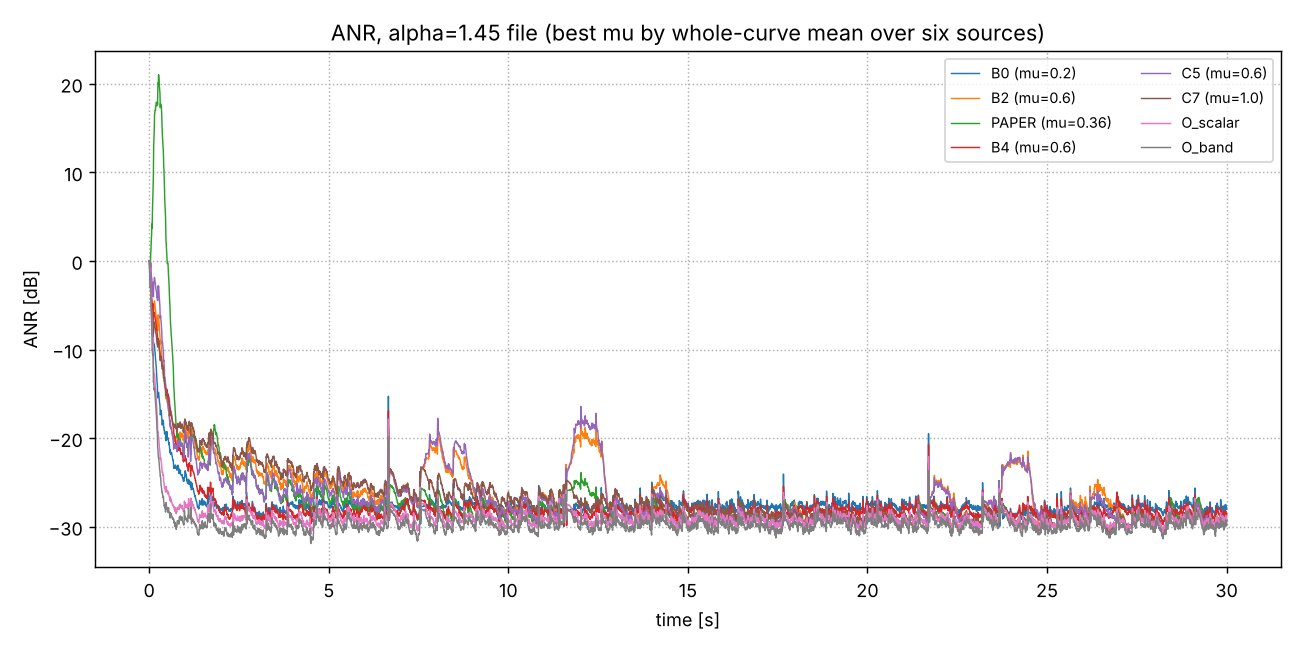 ANR, alpha=1.45 file (best mu by whole-curve mean over six sources)
B0 (mu=0.2)
B2 (mu=0.6)
PAPER (mu=0.36)
B4 (mu=0.6)
C5 (mu=0.6)
C7 (mu=1.0)
O_scalar
O_band
ANR [dB]
20
10
0
−10
−20
−30
0
5
10
15
20
25
30
time [s]